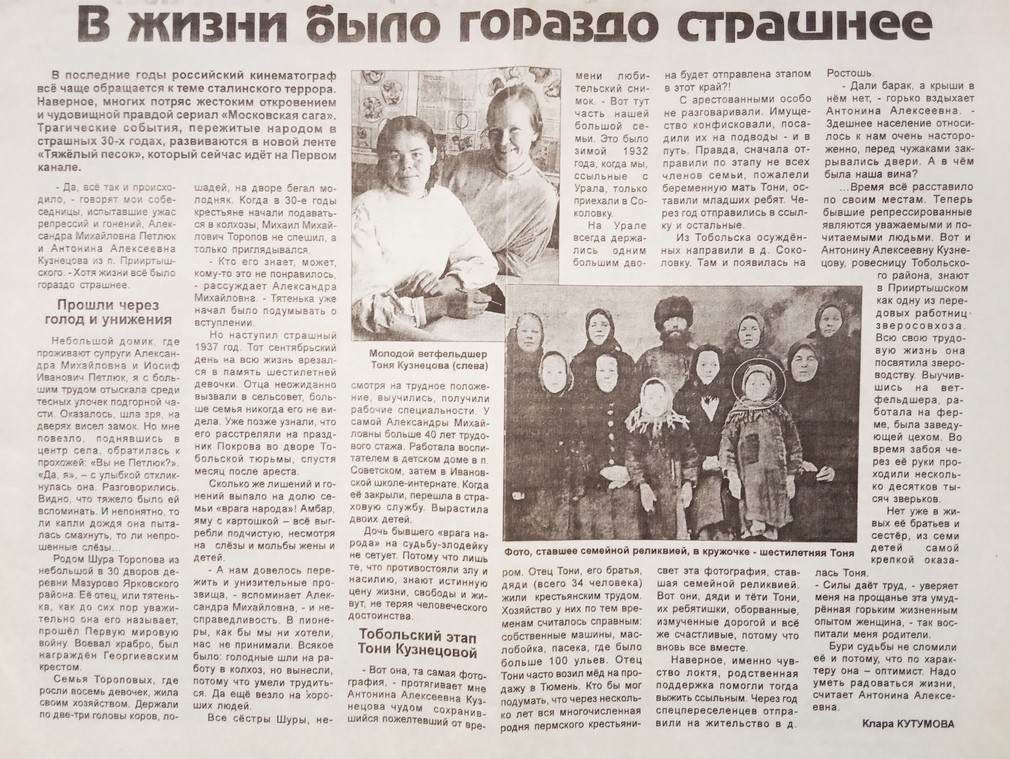 В жизни было гораздо страшнее
В последние годы российский кинематограф
всё чаще обращается к теме сталинского террора.
Наверное, многих потряс жестоким откровением
и чудовищной правдой сериал «Московская сага».
Трагические события, пережитые народом в
страшных 30-х годах, развиваются в новой ленте
«Тяжёлый песок», который сейчас идёт на Первом
канале.
- Да, всё так и происхо-
дило, - говорят мои собе-
седницы, испытавшие ужас
репрессий и гонений, Алек-
сандра Михайловна Петлюк
и Антонина Алексеевна
Кузнецова из п. Прииртыш-
ского. - Хотя жизни всё было
гораздо страшнее.
Прошли через
голод и унижения
Небольшой домик, где
проживают супруги Алексан-
дра Михайловна и Иосиф
Иванович Петлюк, я с боль-
шим трудом отыскала среди
тесных улочек подгорной ча-
сти. Оказалось, шла зря, на
дверях висел замок. Но мне
повезло, поднявшись в
центр села, обратилась к
прохожей: «Вы не Петлюк?».
«Да, я», – с улыбкой отклик-
нулась она. Разговорились.
Видно, что тяжело было ей
вспоминать. И непонятно, то
ли капли дождя она пыта-
лась смахнуть, то ли непро-
шенные слёзы...
Родом Шура Торопова из
небольшой в 30 дворов де-
ревни Мазурово Ярковского
района. Её отец, или тятень-
ка, как до сих пор уважи-
тельно она его называет,
прошёл Первую мировую
войну. Воевал храбро, был
награждён Георгиевским
крестом.
Семья Тороповых, где
росли восемь девочек, жила
своим хозяйством. Держали
по две-три головы коров, ло-
шадей, на дворе бегал мо-
лодняк. Когда в 30-е годы
крестьяне начали подавать-
ся в колхозы, Михаил Михай-
лович Торопов не спешил, а
только приглядывался.
- Кто его знает, может,
кому-то это не понравилось,
- рассуждает Александра
Михайловна. - Тятенька уже
начал было подумывать о
вступлении.
Но наступил страшный
1937 год. Тот сентябрьский
день на всю жизнь врезал-
ся в память шестилетней
девочки. Отца неожиданно
вызвали в сельсовет, боль-
ше семья никогда его не ви-
дела. Уже позже узнали, что
его расстреляли на празд-
ник Покрова во дворе То-
больской тюрьмы, спустя
месяц после ареста.
Сколько же лишений и го-
нений выпало на долю се-
мьи «врага народа»! Амбар,
яму с картошкой – всё выг-
ребли подчистую, несмотря
на слёзы и мольбы жены и
детей.
- А нам довелось пере-
жить и унизительные про-
звища, - вспоминает Алек-
сандра Михайловна, - и не-
справедливость. В пионе-
ры, как бы мы ни хотели,
нас не принимали. Всякое
было: голодные шли на ра-
боту в колхоз, но вынесли,
потому что умели трудить-
ся. Да ещё везло на хоро-
ших людей.
Все сёстры Шуры, не-
Молодой ветфельдшер
Тоня Кузнецова (слева)
смотря на трудное положе-
ние, выучились, получили
рабочие специальности. У
самой Александры Михай-
ловны больше 40 лет трудо-
вого стажа. Работала воспи-
тателем в детском доме в п.
Советском, затем в Иванов-
ской школе-интернате. Когда
её закрыли, перешла в стра-
ховую службу. Вырастила
двоих детей.
Дочь бывшего «врага на-
рода» на судьбу-злодейку
не сетует. Потому что лишь
те, что противостояли злу и
насилию, знают истинную
цену жизни, свободы и жи-
вут, не теряя человеческого
достоинства.
Тобольский этап
Тони Кузнецовой
- Вот она, та самая фото-
графия, - протягивает мне
Антонина Алексеевна Куз-
нецова чудом сохранив-
шийся пожелтевший от вре-
мени люби-
тельский сни-
мок. - Вот тут
часть нашей
большой се-
мьи. Это было
зимой 1932
года, когда мы,
ссыльные с
Урала, только
приехали в Со-
коловку.
На Урале
всегда держа-
лись одним
большим дво-
Фото, ставшее семейной реликвией, в кружочке - шестилетняя Тоня
ром. Отец Тони, его братья,
дяди (всего 34 человека)
жили крестьянским трудом.
Хозяйство у них по тем вре-
менам считалось справным:
собственные машины, мас-
лобойка, пасека, где было
больше 100 ульев. Отец
Тони часто возил мёд на про-
дажу в Тюмень. Кто бы мог
подумать, что через несколь-
ко лет вся многочисленная
родня пермского крестьяни-
на будет отправлена этапом
в этот край?!
С арестованными особо
не разговаривали. Имуще-
ство конфисковали, поса-
дили их на подводы - и в
путь. Правда, сначала от-
правили по этапу не всех
членов семьи, пожалели
беременную мать Тони, ос-
тавили младших ребят. Че-
рез год отправились в ссыл-
ку и остальные.
Из Тобольска осуждён-
ных направили в д. Соко-
ловку. Там и появилась на
свет эта фотография, став-
шая семейной реликвией.
Вот они, дяди и тёти Тони,
их ребятишки, оборванные,
измученные дорогой и всё
же счастливые, потому что
вновь все вместе.
Наверное, именно чув-
ство локтя, родственная
поддержка помогли тогда
выжить ссыльным. Через год
спецпереселенцев отпра-
вили на жительство в д.
Ростошь.
- Дали барак, а крыши в
нём нет, - горько вздыхает
Антонина Алексеевна. -
Здешнее население относи-
лось к нам очень насторо-
женно, перед чужаками зак-
рывались двери. А в чём
была наша вина?
...Время всё расставило
по своим местам. Теперь
бывшие репрессированные
являются уважаемыми и по-
читаемыми людьми. Вот и
Антонину Алексеевну Кузне-
цову, ровесницу Тобольско-
го района, знают
в Прииртышском
как одну из пере-
довых работниц
зверосовхоза.
Всю свою трудо-
вую жизнь она
посвятила зверо-
водству. Выучив-
шись на вет-
фельдшера, ра-
ботала на фер-
ме, была заведу-
ющей цехом. Во
время забоя че-
рез её руки про-
ходили несколь-
ко десятков ты-
сяч зверьков.
Нет уже в жи-
вых её братьев и
сестёр, из семи
детей самой
крепкой оказа-
лась Тоня.
- Силы даёт труд, - уверяет
меня на прощанье эта умуд-
рённая горьким жизненным
опытом женщина, - так вос-
питали меня родители.
Бури судьбы не сломили
её и потому, что по харак-
теру она – оптимист. Надо
уметь радоваться жизни,
считает Антонина Алексе-
евна.
Клара КУТУМОВА